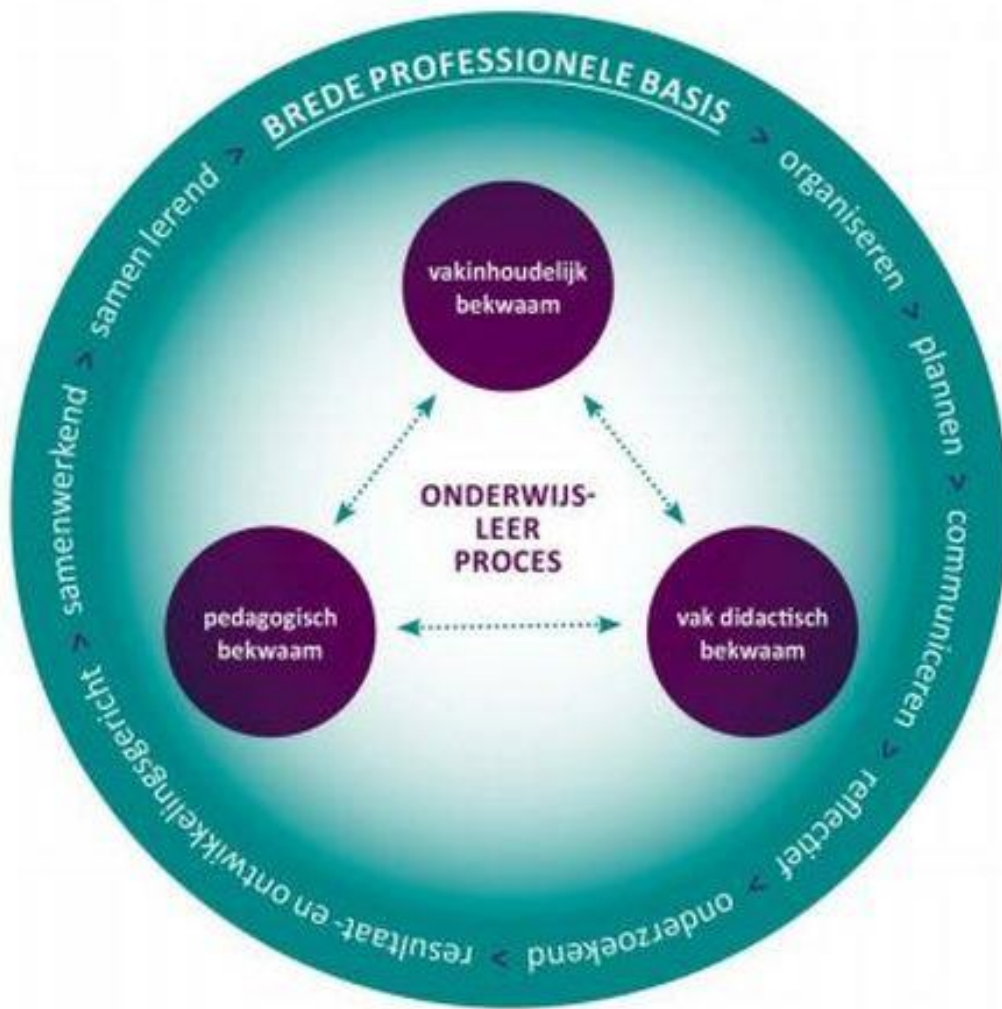 BREDE PROFESSIONELE BASIS > organiseren > plannen > communiceren > reflectief > onderzoekend > resultaat- en ontwikkelingsgericht > samenwerkend > samen lerend >
vakinhoudelijk
bekwaam
ONDERWIJS-
LEER
PROCES
pedagogisch
bekwaam
vak didactisch
bekwaam